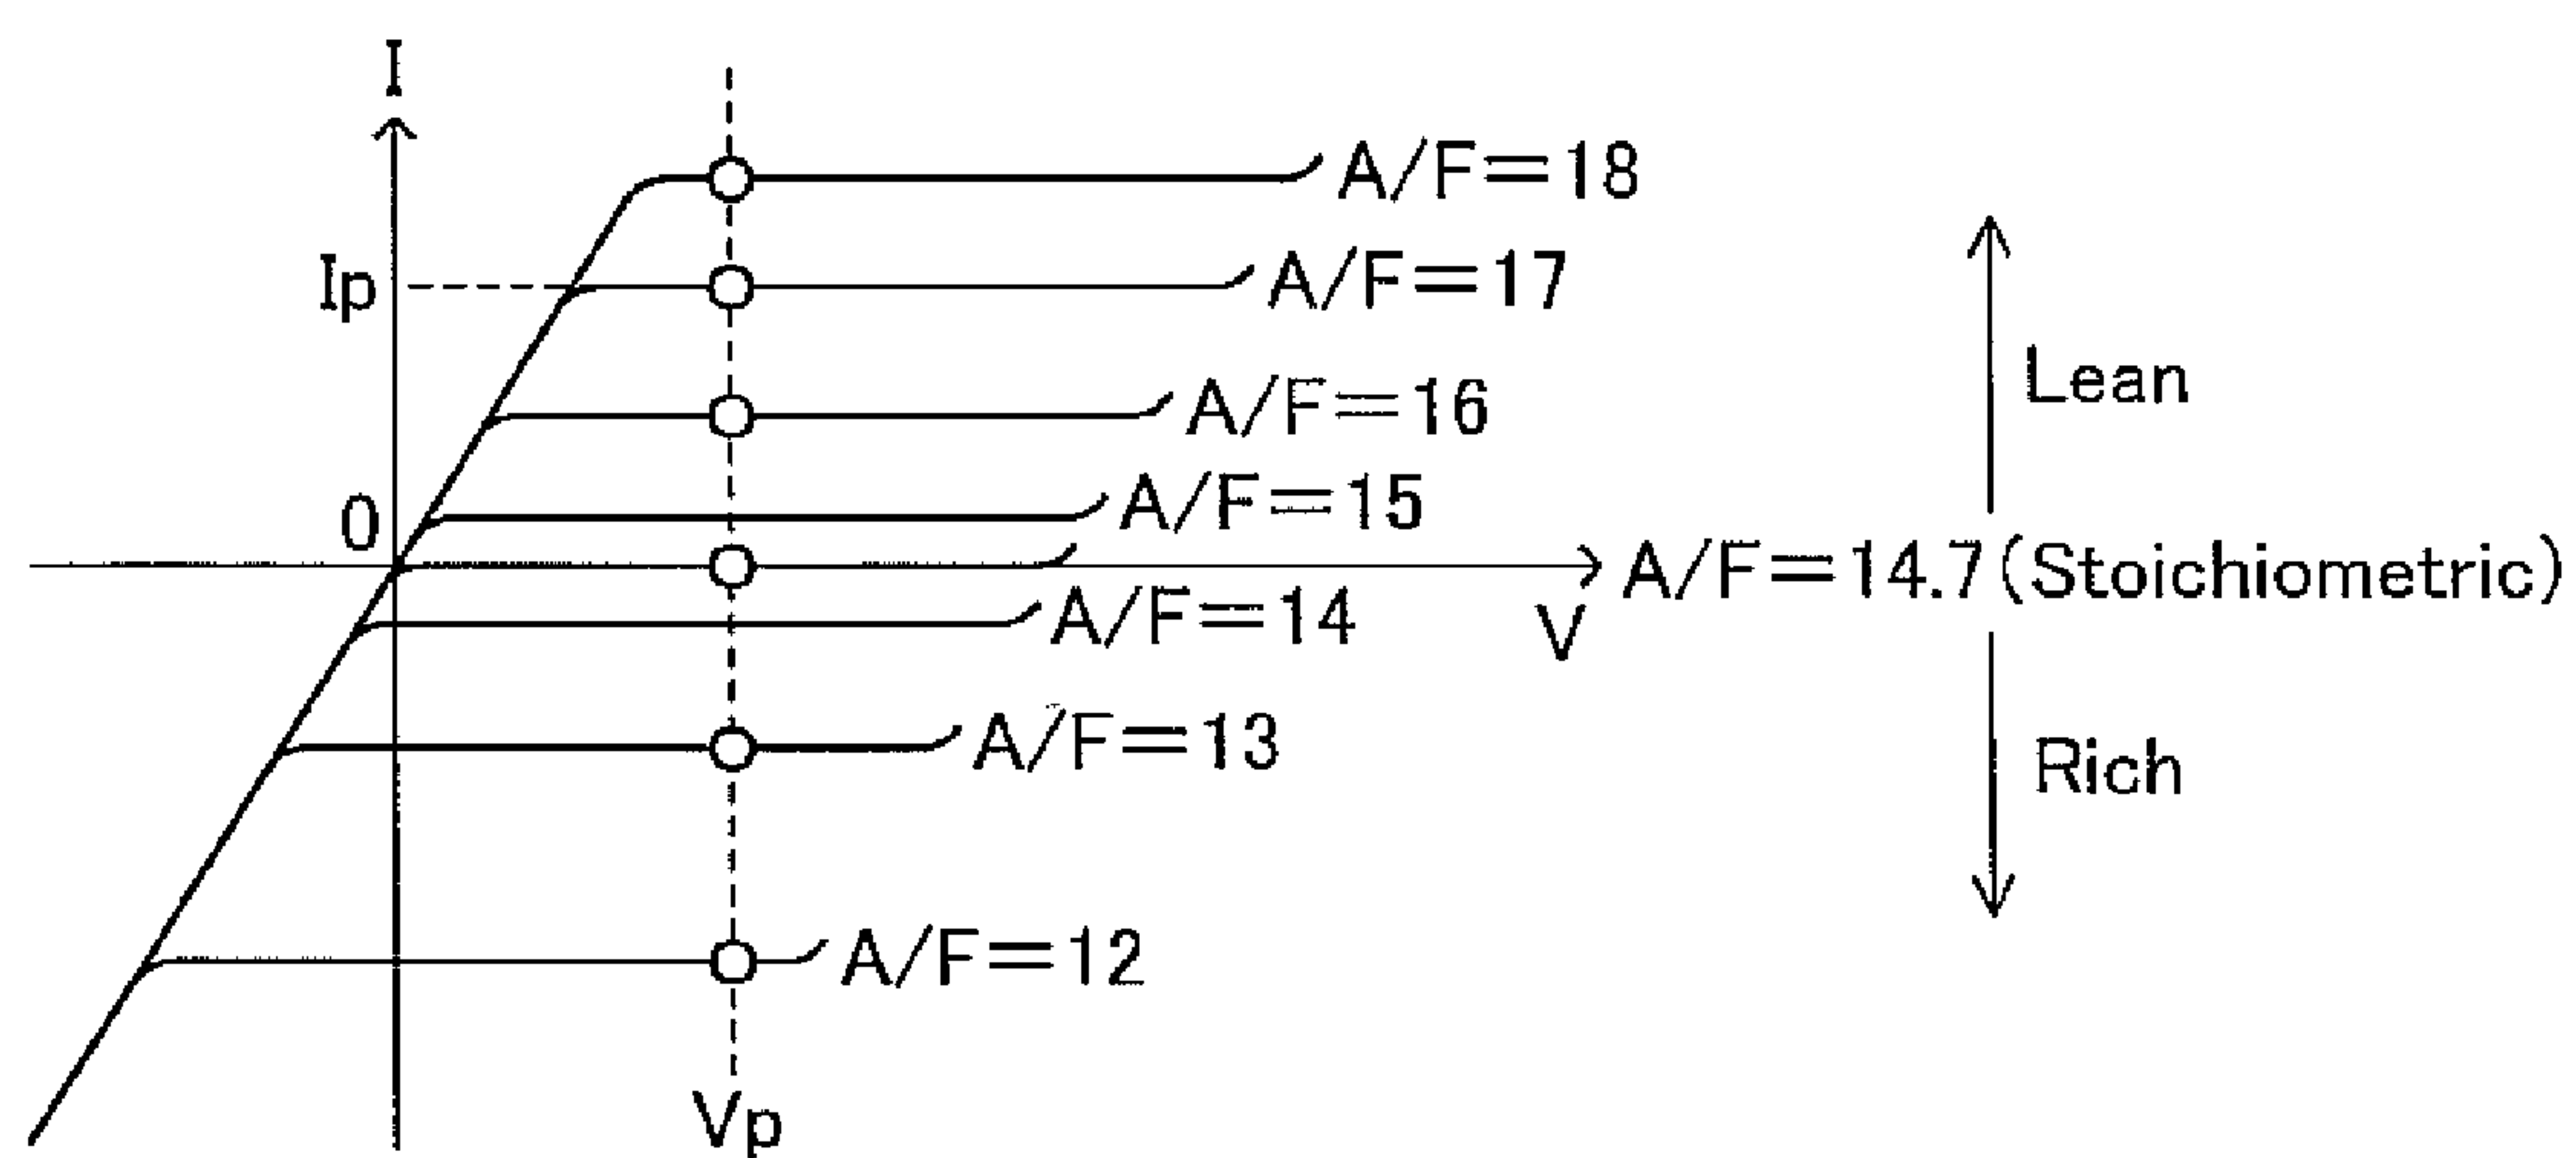 I
A/F=18
Ip
A/F=17
Lean
A/F=16
0
A/F=15
A/F=14.7(Stoichiometric)
V
A/F=14
A/F=13
Rich
A/F=12
Vp